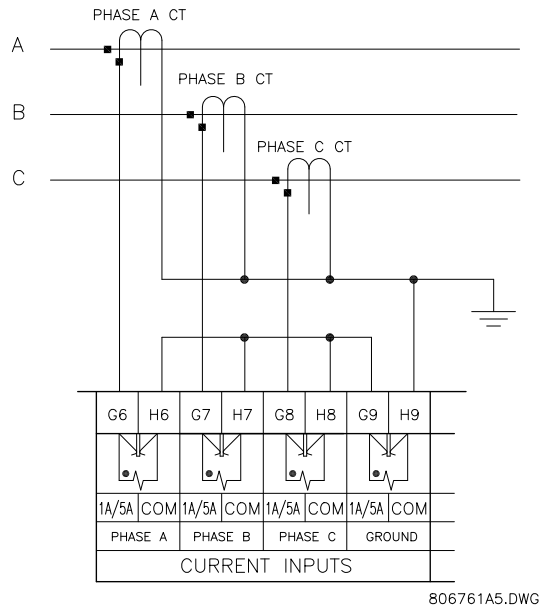 PHASE A CT
A
PHASE B CT
B
PHASE C CT
C
G6 H6 G7 H7 G8 H8 G9 H9
1A/5A COM 1A/5A COM 1A/5A COM 1A/5A COM
PHASE A PHASE B PHASE C GROUND
CURRENT INPUTS
806761A5.DWG